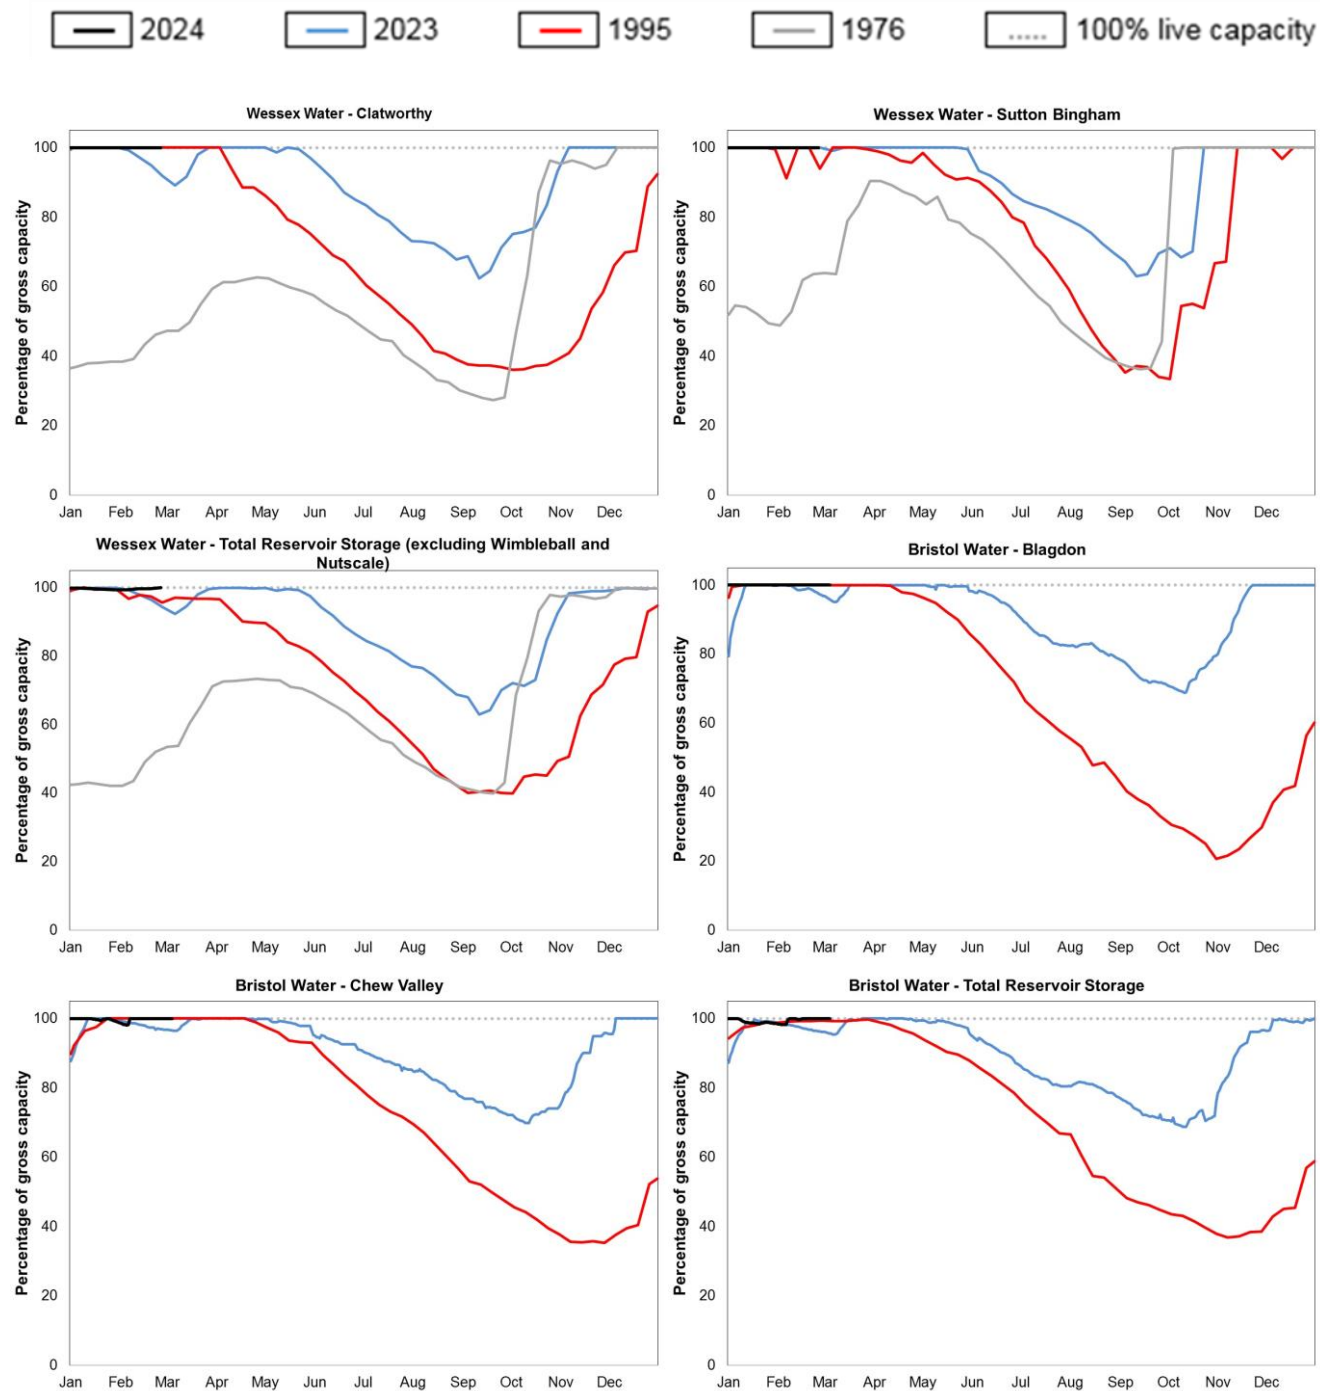 2024 2023 1995 1976 100% live capacity
Wessex Water - Clatworthy
Percentage of gross capacity
100
80
60
40
20
0
Jan Feb Mar Apr May Jun Jul Aug Sep Oct Nov Dec
Wessex Water - Sutton Bingham
Percentage of gross capacity
100
80
60
40
20
0
Jan Feb Mar Apr May Jun Jul Aug Sep Oct Nov Dec
Wessex Water - Total Reservoir Storage (excluding Wimbleball and
Nutscale)
Percentage of gross capacity
100
80
60
40
20
0
Jan Feb Mar Apr May Jun Jul Aug Sep Oct Nov Dec
Bristol Water - Blagdon
Percentage of gross capacity
100
80
60
40
20
0
Jan Feb Mar Apr May Jun Jul Aug Sep Oct Nov Dec
Bristol Water - Chew Valley
Percentage of gross capacity
100
80
60
40
20
0
Jan Feb Mar Apr May Jun Jul Aug Sep Oct Nov Dec
Bristol Water - Total Reservoir Storage
Percentage of gross capacity
100
80
60
40
20
0
Jan Feb Mar Apr May Jun Jul Aug Sep Oct Nov Dec